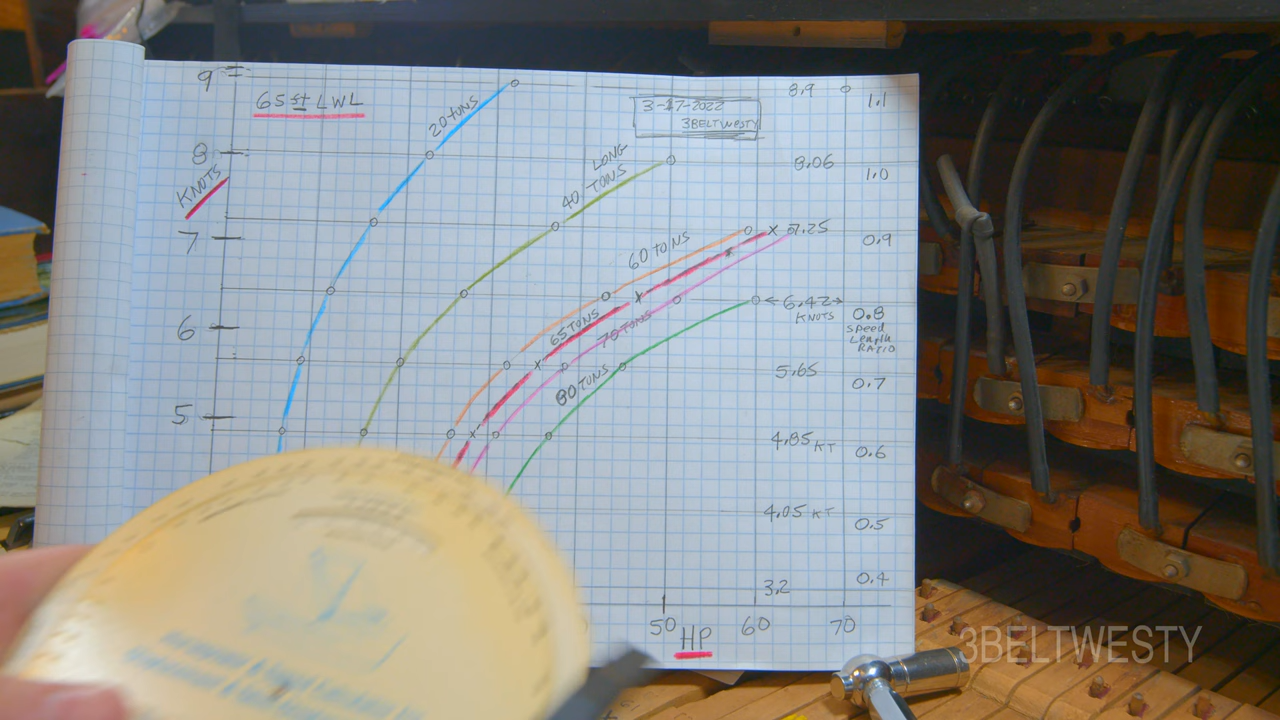 9
65 ft LWL
20 TONS
3-17-2022
3BELTWESTY
8.9
1.1
8
KNOTS
LONG
40 TONS
8.06
1.0
7
60 TONS
7.25
0.9
6
65 TONS
70 TONS
6.42
KNOTS
0.8
SPEED
LENGTH
RATIO
80 TONS
5.65
0.7
5
4.85 KT
0.6
4.05 KT
0.5
3.2
0.4
50
HP
60
70
3BELTWESTY